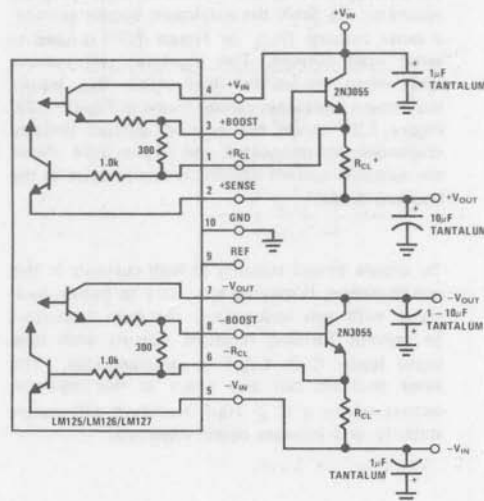 +VIN
4
+VIN
3
+BOOST
2N3055
1µF
TANTALUM
300
1.0k
1
+RCL
RCL+
2
+SENSE
+VOUT
10
GND
10µF
TANTALUM
9
REF
7
-VOUT
-VOUT
8
-BOOST
2N3055
1-10µF
TANTALUM
300
1.0k
6
-RCL
5
-VIN
RCL
LM125/LM126/LM127
-VIN
1µF
TANTALUM